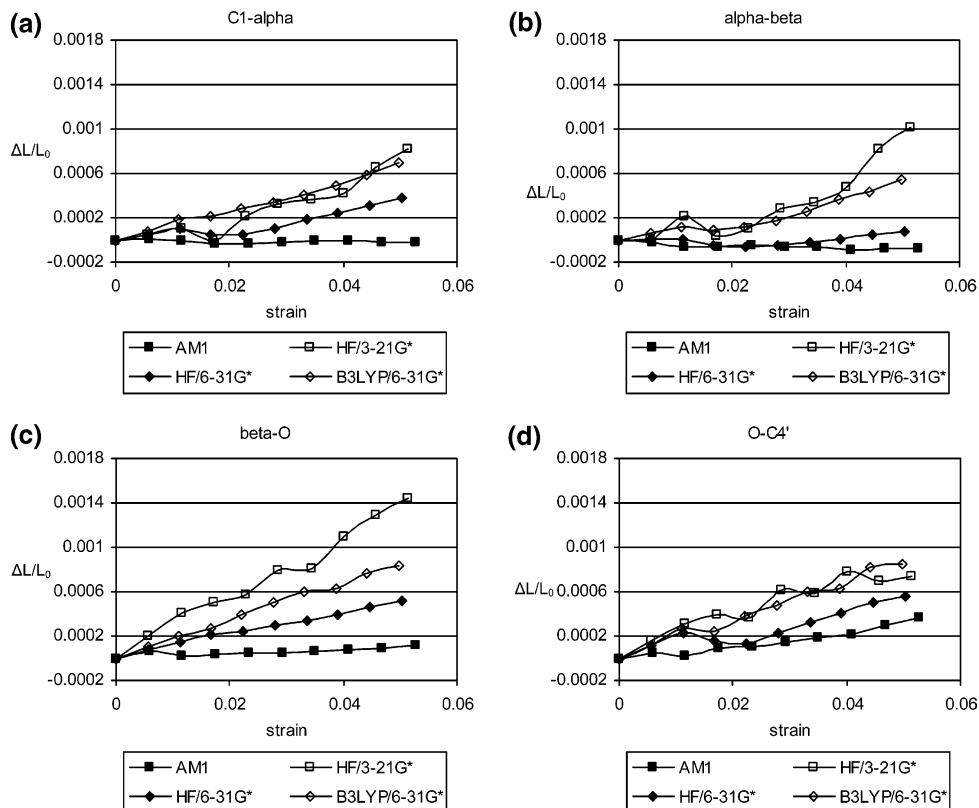 (a) C1-alpha
0.0018
0.0014
0.001
ΔL/L0
0.0006
0.0002
-0.0002
0 0.02 0.04 0.06
strain
AM1 HF/3-21G*
HF/6-31G* B3LYP/6-31G*
(b) alpha-beta
0.0018
0.0014
0.001
ΔL/L0
0.0006
0.0002
-0.0002
0 0.02 0.04 0.06
strain
AM1 HF/3-21G*
HF/6-31G* B3LYP/6-31G*
(c) beta-O
0.0018
0.0014
0.001
ΔL/L0
0.0006
0.0002
-0.0002
0 0.02 0.04 0.06
strain
AM1 HF/3-21G*
HF/6-31G* B3LYP/6-31G*
(d) O-C4'
0.0018
0.0014
0.001
ΔL/L0
0.0006
0.0002
-0.0002
0 0.02 0.04 0.06
strain
AM1 HF/3-21G*
HF/6-31G* B3LYP/6-31G*